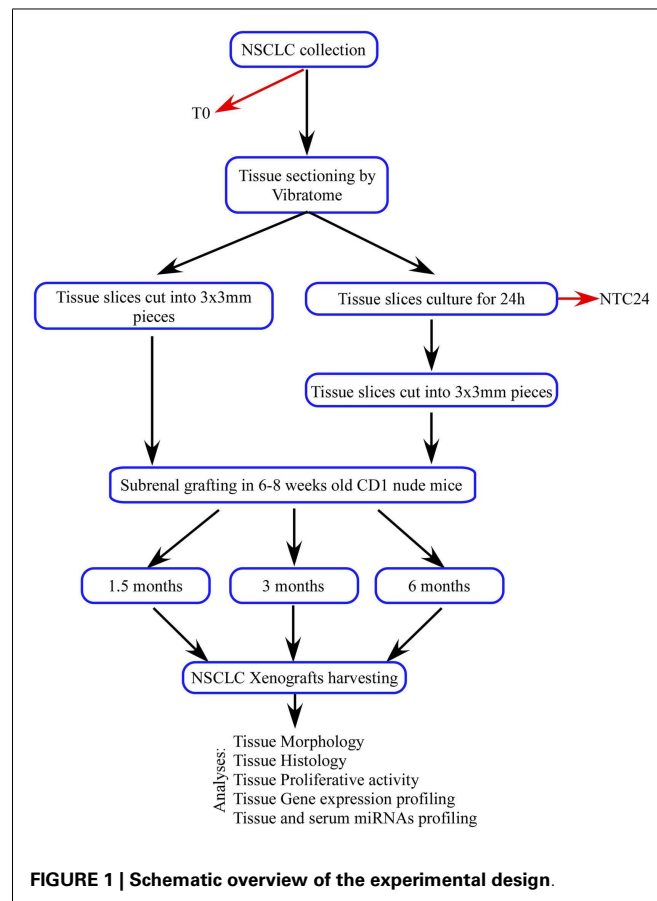 NSCLC collection
T0
Tissue sectioning by
Vibratome
Tissue slices cut into 3x3mm
pieces
Tissue slices culture for 24h
NTC24
Tissue slices cut into 3x3mm pieces
Subrenal grafting in 6-8 weeks old CD1 nude mice
1.5 months
3 months
6 months
NSCLC Xenografts harvesting
Analyses:
Tissue Morphology
Tissue Histology
Tissue Proliferative activity
Tissue Gene expression profiling
Tissue and serum miRNAs profiling
FIGURE 1 | Schematic overview of the experimental design.